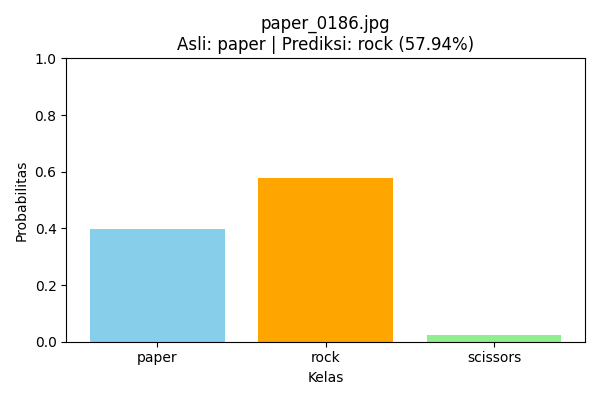 paper_0186.jpg
Asli: paper | Prediksi: rock (57.94%)
1.0
0.8
0.6
0.4
0.2
0.0
Probabilitas
paper rock scissors
Kelas